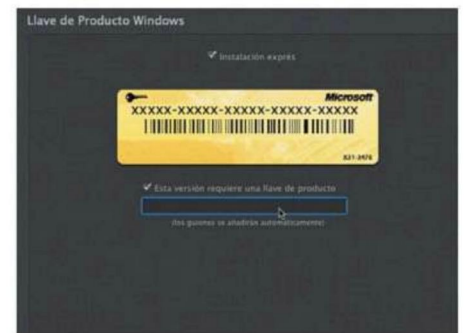 Llave de Producto Windows
Instalación exprés
Microsoft
XXXXX-XXXXX-XXXXX-XXXXX-XXXXX
Esta versión requiere una llave de producto
(los guiones se añadirán automáticamente)